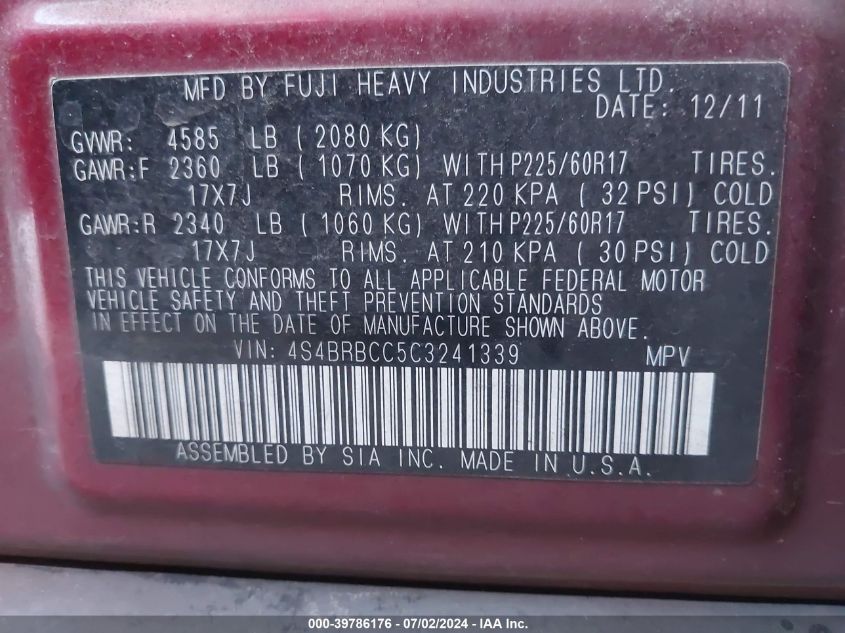 MFD BY FUJI HEAVY INDUSTRIES LTD.
DATE: 12/11
GVWR: 4585 LB ( 2080 KG)
GAWR:F 2360 LB ( 1070 KG) WITH P225/60R17 TIRES.
17X7J RIMS. AT 220 KPA ( 32 PSI) COLD
GAWR:R 2340 LB ( 1060 KG) WITH P225/60R17 TIRES.
17X7J RIMS. AT 210 KPA ( 30 PSI) COLD
THIS VEHICLE CONFORMS TO ALL APPLICABLE FEDERAL MOTOR
VEHICLE SAFETY AND THEFT PREVENTION STANDARDS
IN EFFECT ON THE DATE OF MANUFACTURE SHOWN ABOVE.
VIN: 4S4BRBCC5C3241339 MPV
ASSEMBLED BY SIA INC. MADE IN U.S.A.
000-39786176 - 07/02/2024 - IAA Inc.